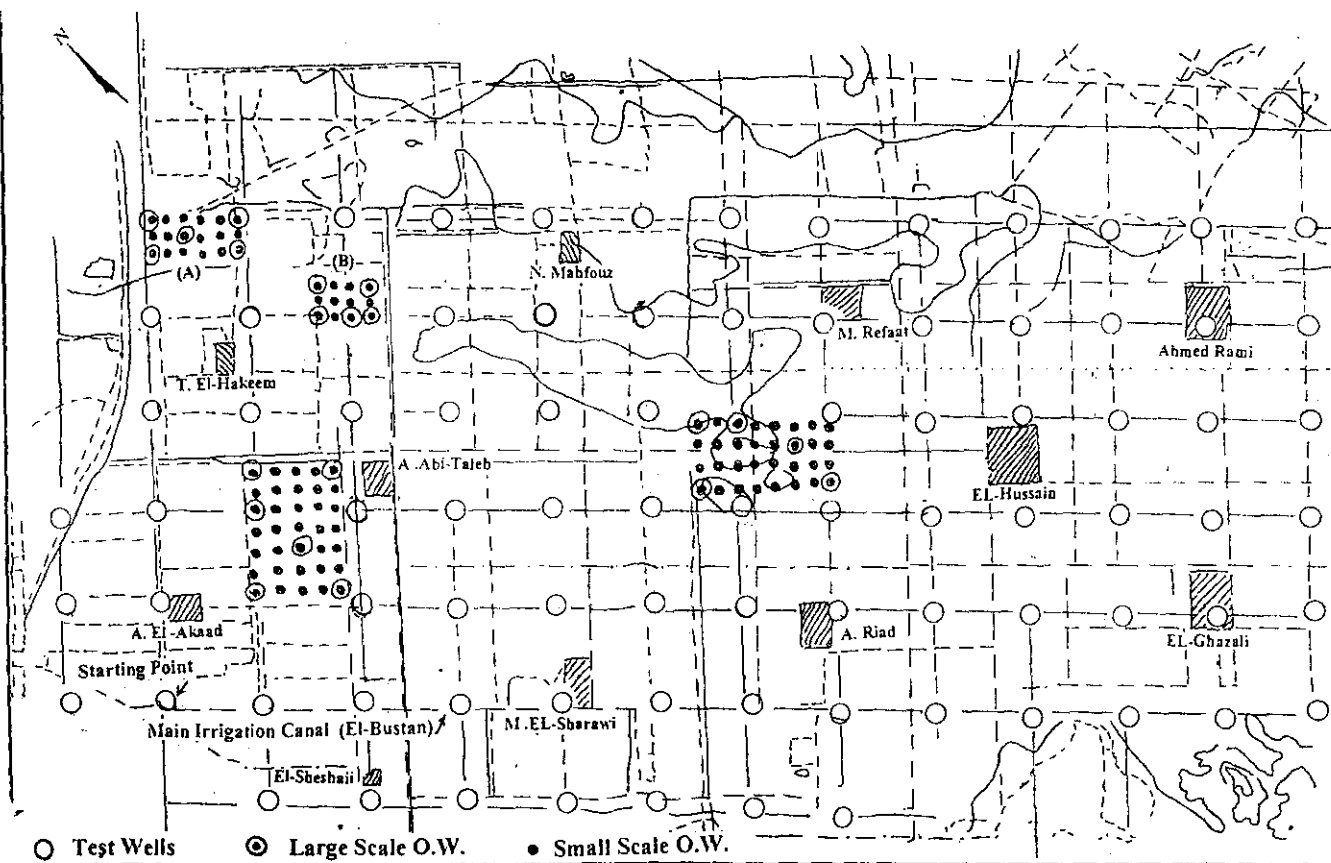 N
(A)
(B)
N. Mahfouz
M. Refaat
Ahmed Rami
T. El-Hakeem
A. Abi-Taleb
EL-Hussain
A. El-Akaad
A. Riad
EL-Ghazali
Starting Point
Main Irrigation Canal (El-Bustan)
M. EL-Sharawi
El-Sheshaii
Test Wells
Large Scale O.W.
Small Scale O.W.